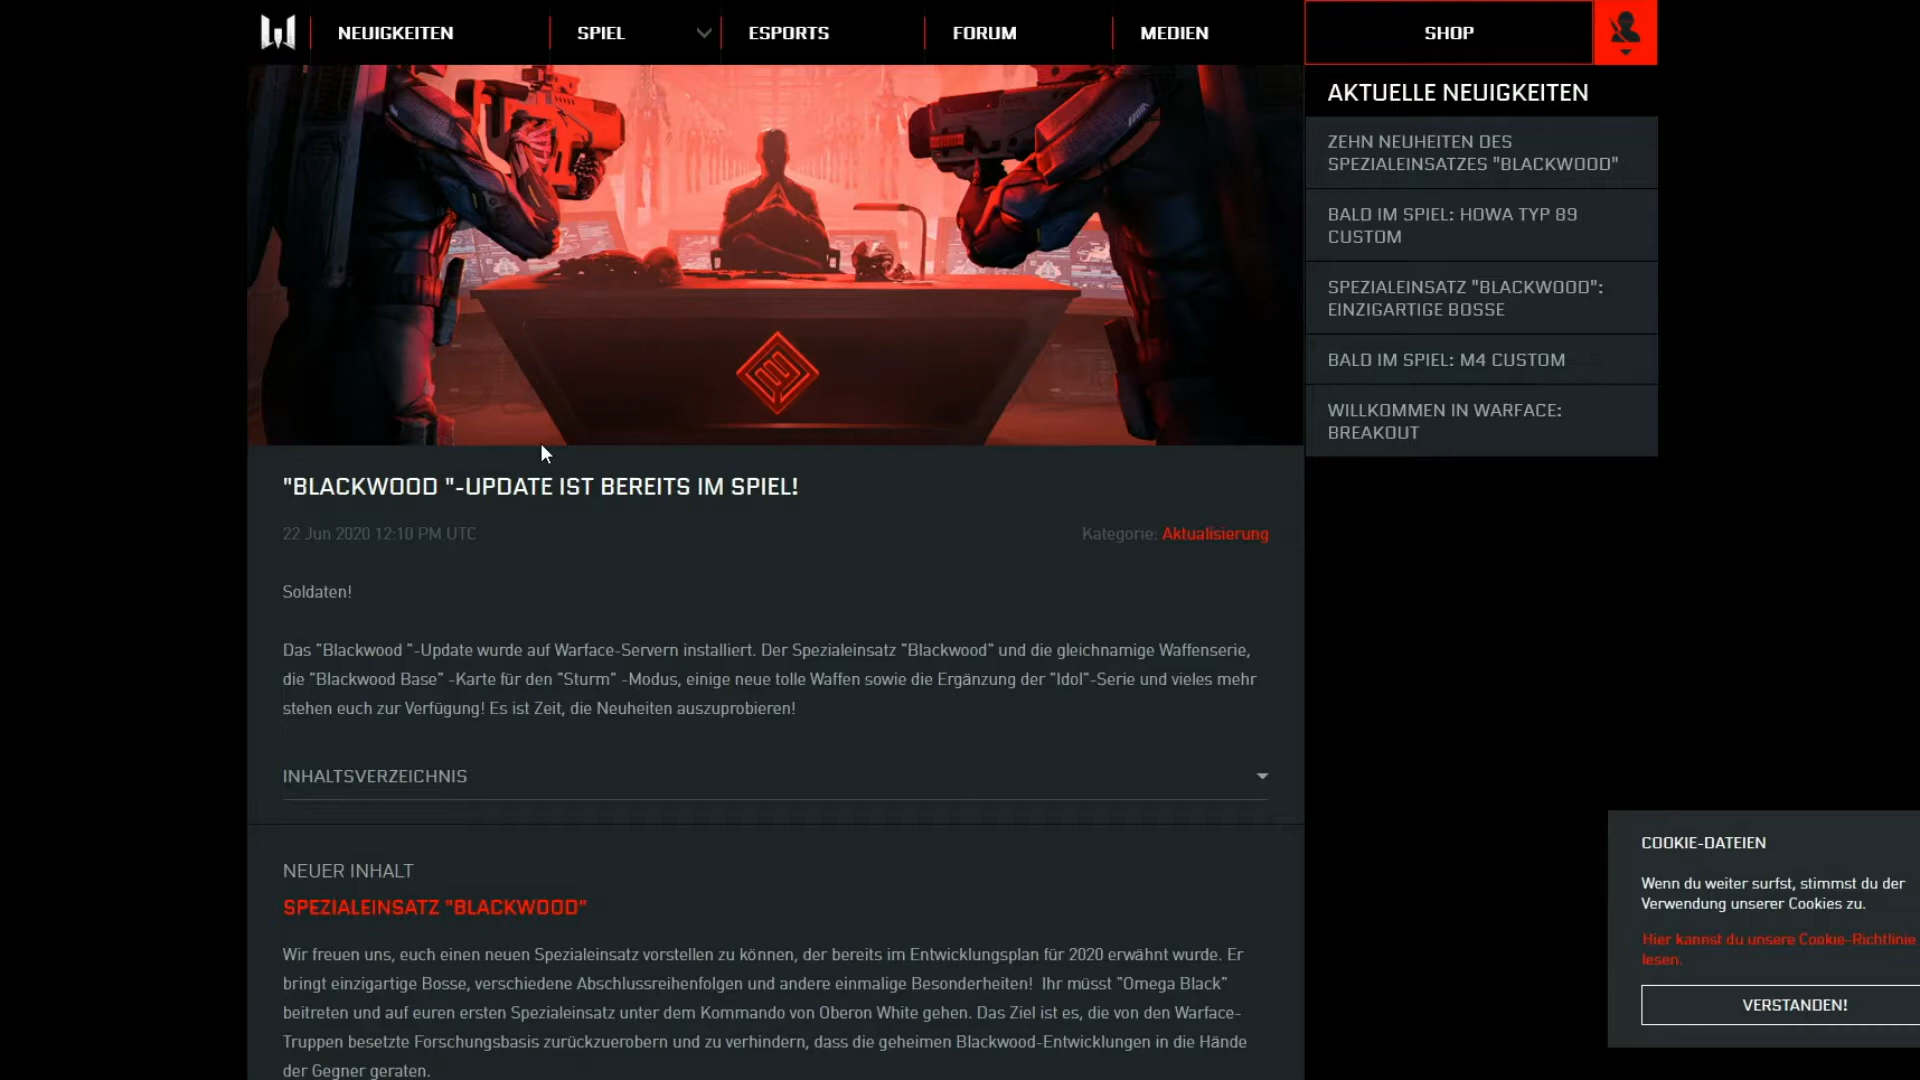 NEUIGKEITEN
SPIEL
ESPORTS
FORUM
MEDIEN
SHOP
AKTUELLE NEUIGKEITEN
ZEHN NEUHEITEN DES
SPEZIALEINSATZES "BLACKWOOD"
BALD IM SPIEL: HOWA TYP 89
CUSTOM
SPEZIALEINSATZ "BLACKWOOD":
EINZIGARTIGE BOSSE
BALD IM SPIEL: M4 CUSTOM
WILLKOMMEN IN WARFACE:
BREAKOUT
"BLACKWOOD "-UPDATE IST BEREITS IM SPIEL!
22 Jun 2020 12:10 PM UTC
Kategorie: Aktualisierung
Soldaten!
Das "Blackwood "-Update wurde auf Warface-Servern installiert. Der Spezialeinsatz "Blackwood" und die gleichnamige Waffenserie,
die "Blackwood Base" -Karte für den "Sturm" -Modus, einige neue tolle Waffen sowie die Ergänzung der "Idol"-Serie und vieles mehr
stehen euch zur Verfügung! Es ist Zeit, die Neuheiten auszuprobieren!
INHALTSVERZEICHNIS
NEUER INHALT
SPEZIALEINSATZ "BLACKWOOD"
Wir freuen uns, euch einen neuen Spezialeinsatz vorstellen zu können, der bereits im Entwicklungsplan für 2020 erwähnt wurde. Er
bringt einzigartige Bosse, verschiedene Abschlussreihenfolgen und andere einmalige Besonderheiten! Ihr müsst "Omega Black"
beitreten und auf euren ersten Spezialeinsatz unter dem Kommando von Oberon White gehen. Das Ziel ist es, die von den Warface-
Truppen besetzte Forschungsbasis zurückzuerobern und zu verhindern, dass die geheimen Blackwood-Entwicklungen in die Hände
der Gegner geraten.
COOKIE-DATEIEN
Wenn du weiter surfst, stimmst du der
Verwendung unserer Cookies zu.
Hier kannst du unsere Cookie-Richtlinie
lesen.
VERSTANDEN!